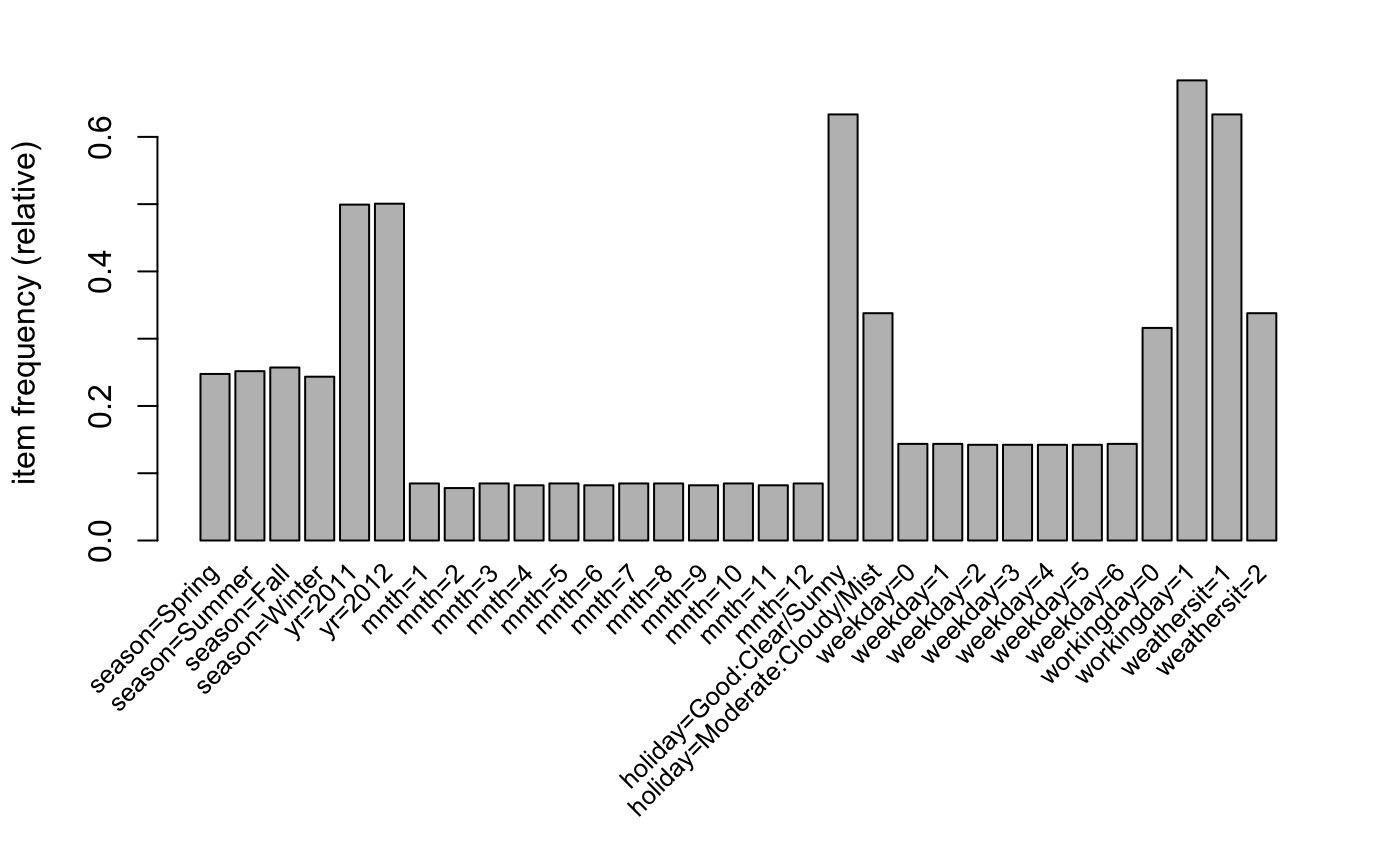 item frequency (relative)
0.0
0.2
0.4
0.6
season=Spring
season=Summer
season=Fall
season=Winter
yr=2011
yr=2012
mnth=1
mnth=2
mnth=3
mnth=4
mnth=5
mnth=6
mnth=7
mnth=8
mnth=9
mnth=10
mnth=11
mnth=12
holiday=Good:Clear/Sunny
holiday=Moderate:Cloudy/Mist
weekday=0
weekday=1
weekday=2
weekday=3
weekday=4
weekday=5
weekday=6
workingday=0
workingday=1
weathersit=1
weathersit=2